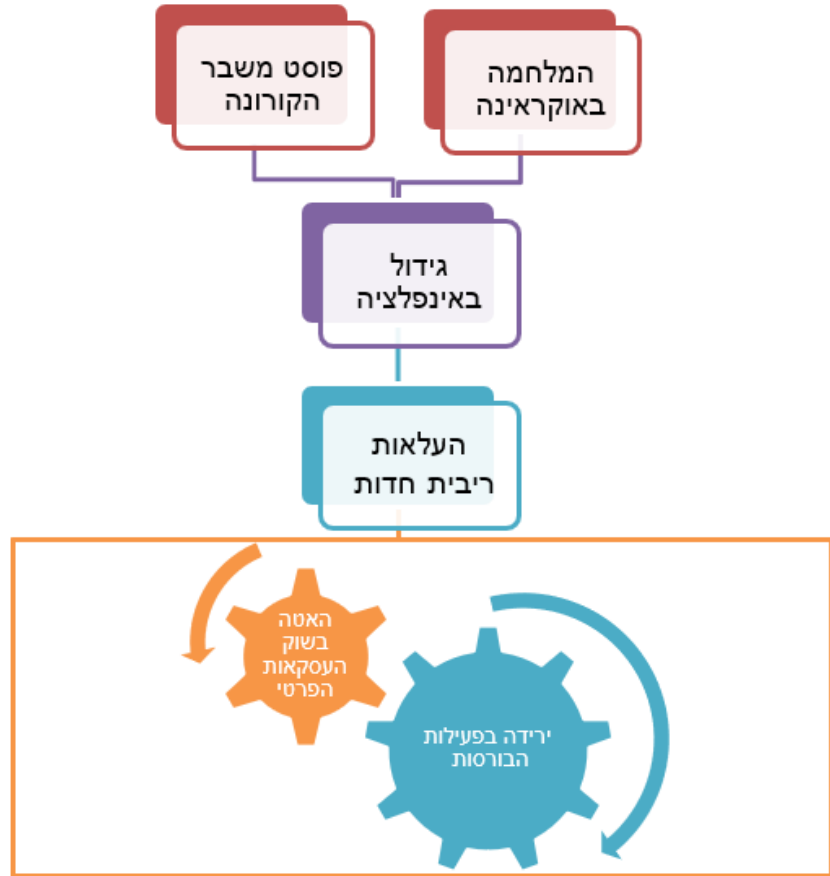 פוסט משבר
הקורונה
המלחמה
באוקראינה
גידול
באינפלציה
העלאות
ריבית חדות
האטה
בשוק
העסקאות
הפרטי
ירידה בפעילות
הבורסות